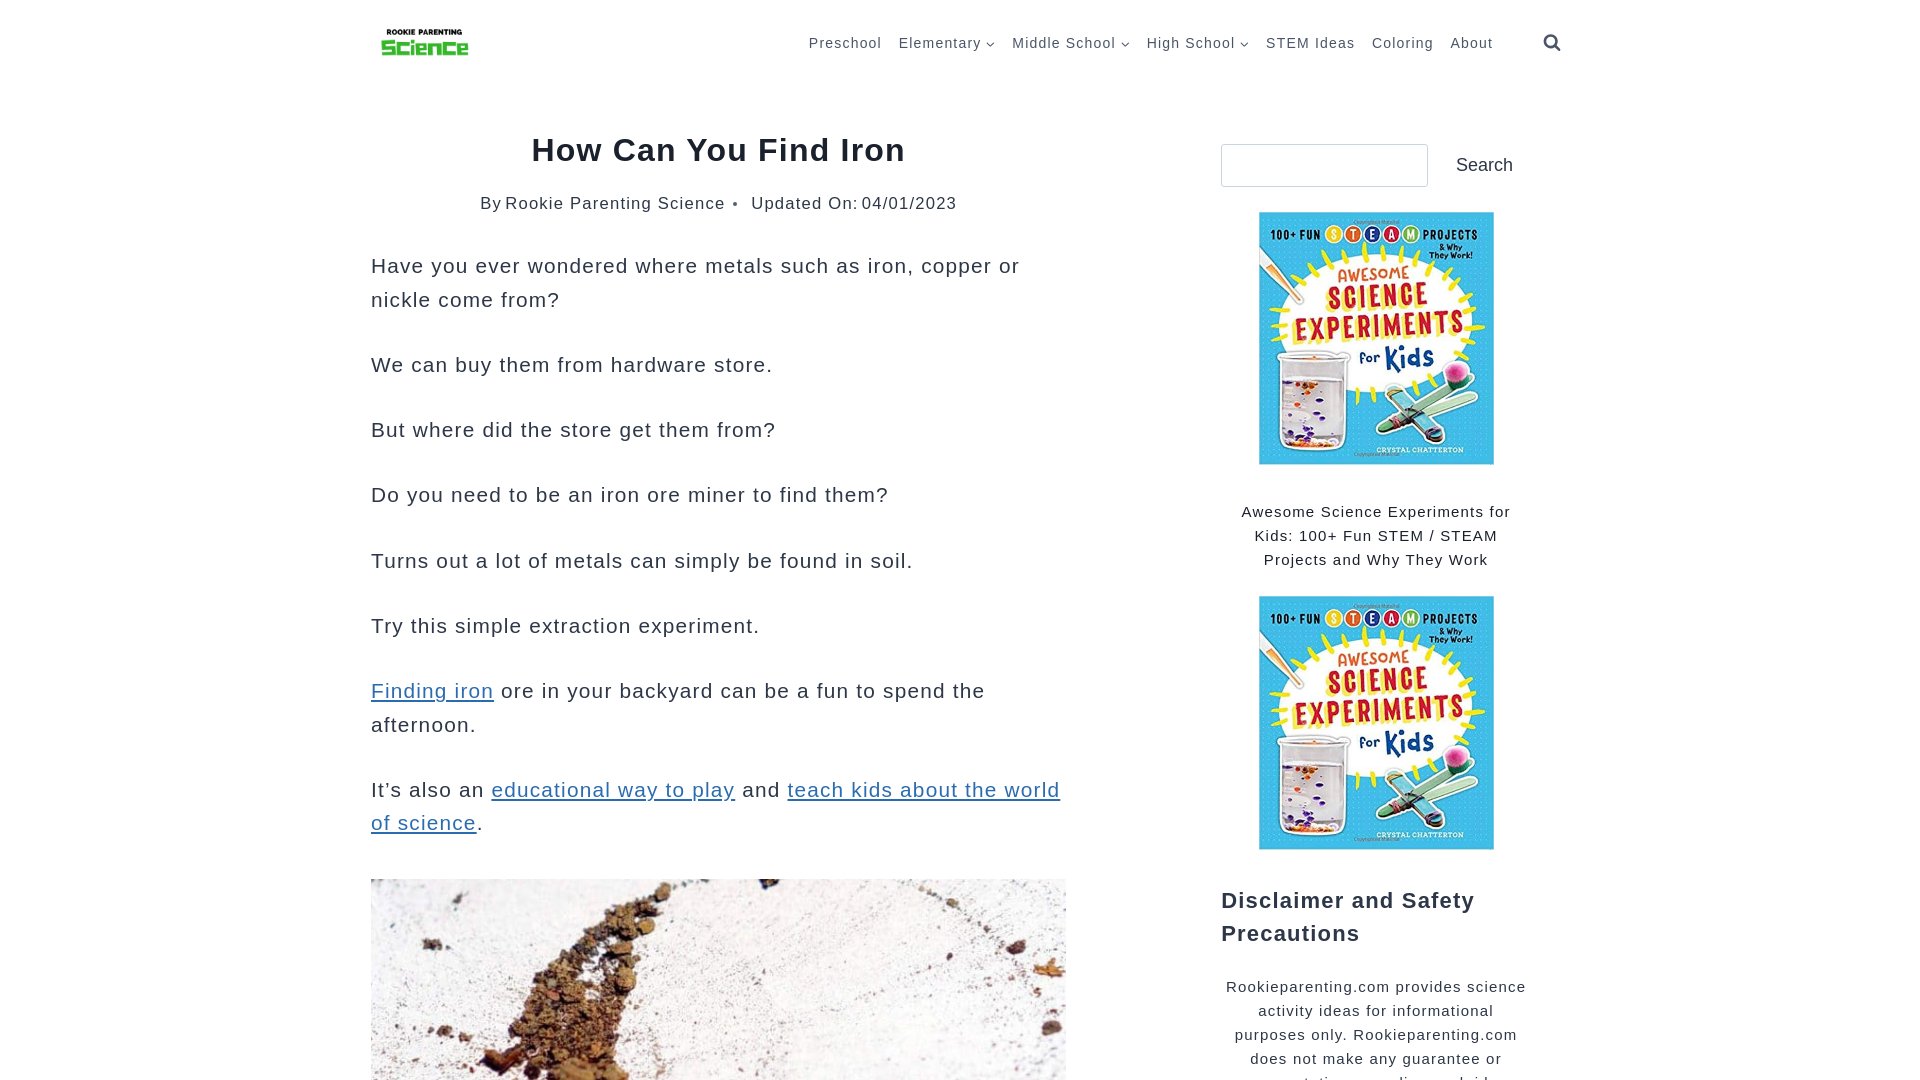 ROOKIE PARENTING
Science
Preschool Elementary Middle School High School STEM Ideas Coloring About
How Can You Find Iron
By Rookie Parenting Science • Updated On: 04/01/2023
Have you ever wondered where metals such as iron, copper or
nickle come from?
We can buy them from hardware store.
But where did the store get them from?
Do you need to be an iron ore miner to find them?
Turns out a lot of metals can simply be found in soil.
Try this simple extraction experiment.
Finding iron ore in your backyard can be a fun to spend the
afternoon.
It’s also an educational way to play and teach kids about the world
of science.
Search
100+ FUN STEAM PROJECTS
& Why
They Work!
AWESOME
SCIENCE
EXPERIMENTS
for Kids
CRYSTAL CHATTERTON
Awesome Science Experiments for
Kids: 100+ Fun STEM / STEAM
Projects and Why They Work
100+ FUN STEAM PROJECTS
& Why
They Work!
AWESOME
SCIENCE
EXPERIMENTS
for Kids
CRYSTAL CHATTERTON
Disclaimer and Safety
Precautions
Rookieparenting.com provides science
activity ideas for informational
purposes only. Rookieparenting.com
does not make any guarantee or